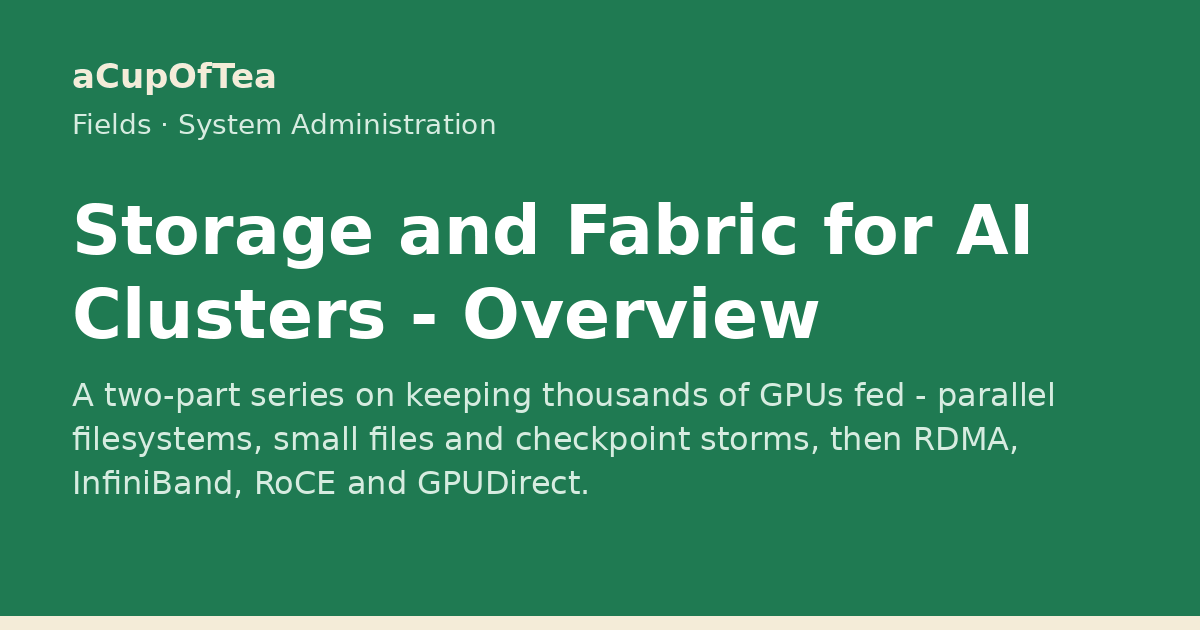 aCupOfTea
Fields · System Administration
Storage and Fabric for AI
Clusters - Overview
A two-part series on keeping thousands of GPUs fed - parallel
filesystems, small files and checkpoint storms, then RDMA,
InfiniBand, RoCE and GPUDirect.